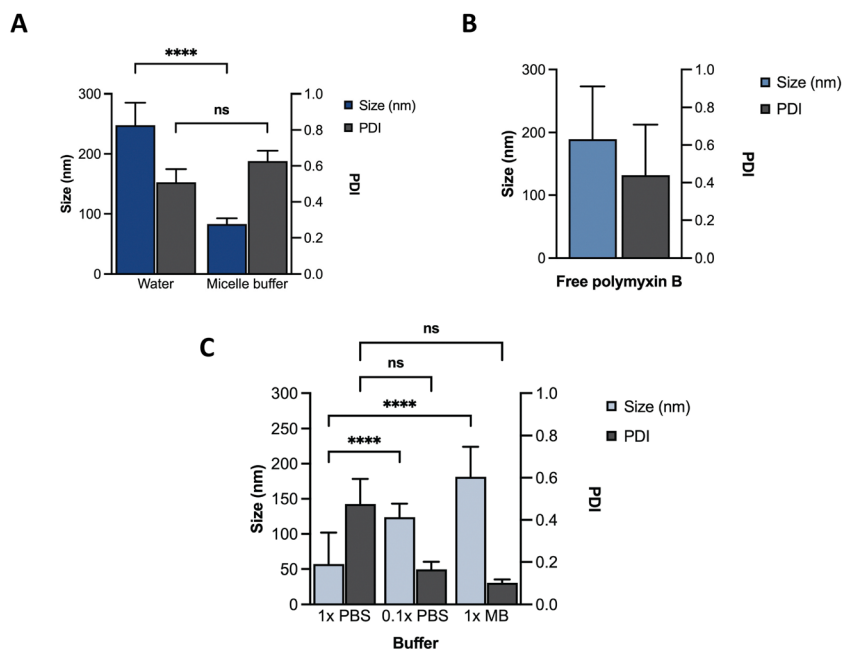 A
****
ns
Size (nm)
PDI
300
200
100
0
Size (nm)
1.0
0.8
0.6
0.4
0.2
0.0
PDI
Water
Micelle buffer
B
Size (nm)
PDI
300
200
100
0
Size (nm)
1.0
0.8
0.6
0.4
0.2
0.0
PDI
Free polymyxin B
C
ns
ns
****
****
Size (nm)
PDI
300
250
200
150
100
50
0
Size (nm)
1.0
0.8
0.6
0.4
0.2
0.0
PDI
1x PBS
0.1x PBS
1x MB
Buffer